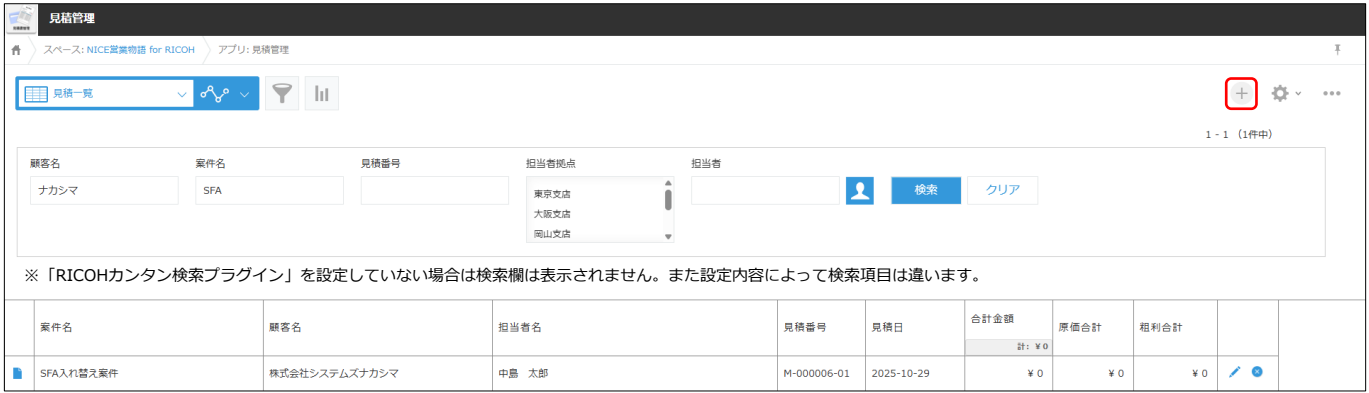 見積管理
スペース: NICE営業物語 for RICOH アプリ: 見積管理
見積一覧
1 - 1 (1件中)
顧客名 案件名 見積番号 担当者拠点 担当者
ナカシマ SFA 東京支店 検索 クリア
大阪支店
岡山支店
※「RICOHカンタン検索プラグイン」を設定していない場合は検索欄は表示されません。また設定内容によって検索項目は違います。
案件名 顧客名 担当者名 見積番号 見積日 合計金額 原価合計 粗利合計
計: ¥0
SFA入れ替え案件 株式会社システムズナカシマ 中島 太郎 M-000006-01 2025-10-29 ¥ 0 ¥ 0 ¥ 0